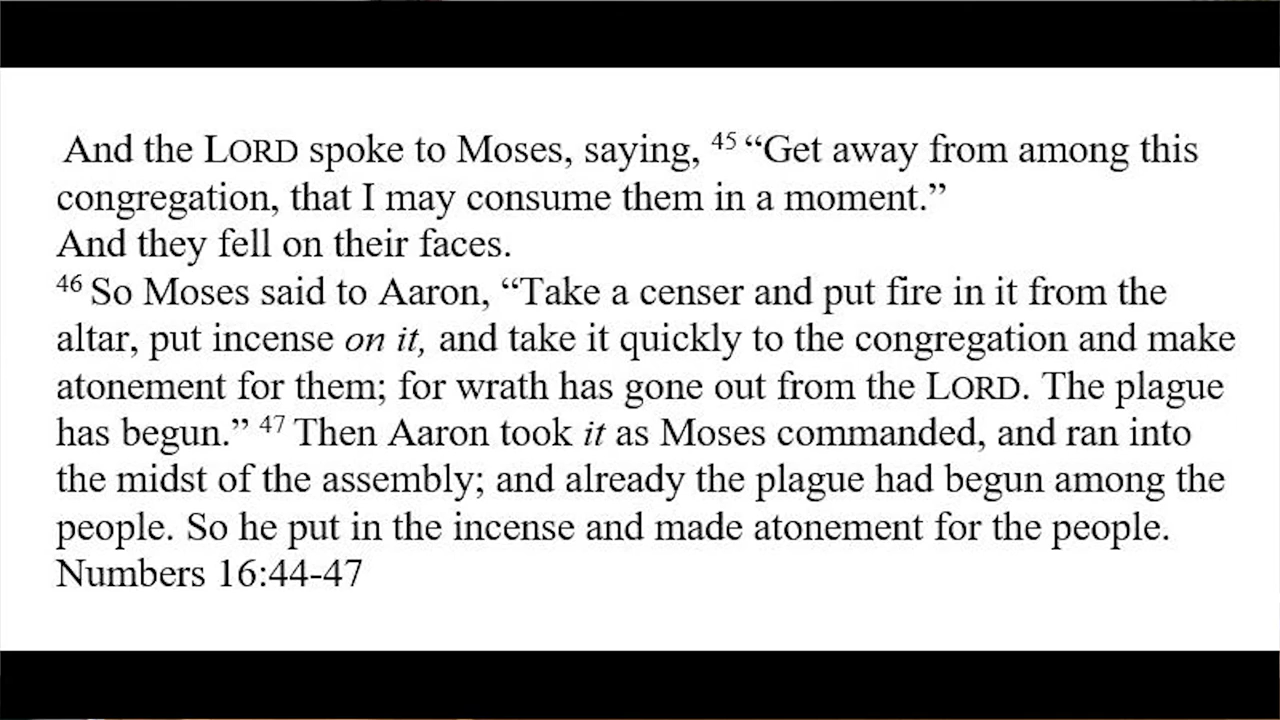 And the LORD spoke to Moses, saying, 45 “Get away from among this
congregation, that I may consume them in a moment.”
And they fell on their faces.
46 So Moses said to Aaron, “Take a censer and put fire in it from the
altar, put incense on it, and take it quickly to the congregation and make
atonement for them; for wrath has gone out from the LORD. The plague
has begun.” 47 Then Aaron took it as Moses commanded, and ran into
the midst of the assembly; and already the plague had begun among the
people. So he put in the incense and made atonement for the people.
Numbers 16:44-47